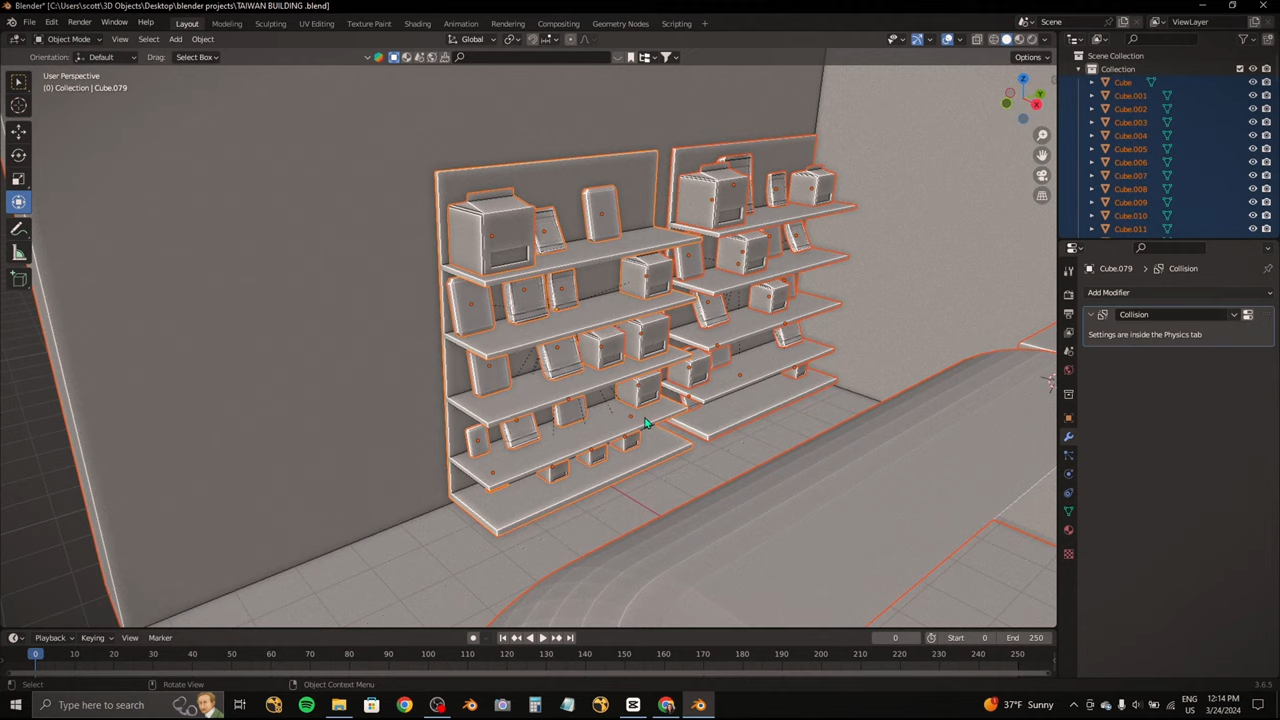 Blender* [C:\Users\scott\3D Objects\Desktop\blender projects\TAIWAN BUILDING .blend]
File Edit Render Window Help Layout Modeling Sculpting UV Editing Texture Paint Shading Animation Rendering Compositing Geometry Nodes Scripting Scene ViewLayer
Object Mode View Select Add Object Global
Orientation: Default Drag: Select Box Options
User Perspective
(0) Collection | Cube.079
Z
Y
X
Scene Collection
Collection
Cube
Cube.001
Cube.002
Cube.003
Cube.004
Cube.005
Cube.006
Cube.007
Cube.008
Cube.009
Cube.010
Cube.011
Cube.079 > Collision
Add Modifier
Collision
Settings are inside the Physics tab
Playback Keying View Marker 0 Start 0 End 250
0 10 20 30 40 50 60 70 80 90 100 110 120 130 140 150 160 170 180 190 200 210 220 230 240 250
Select Rotate View Object Context Menu 3.6.5
Type here to search 37°F Sunny ENG US 12:14 PM 3/24/2024